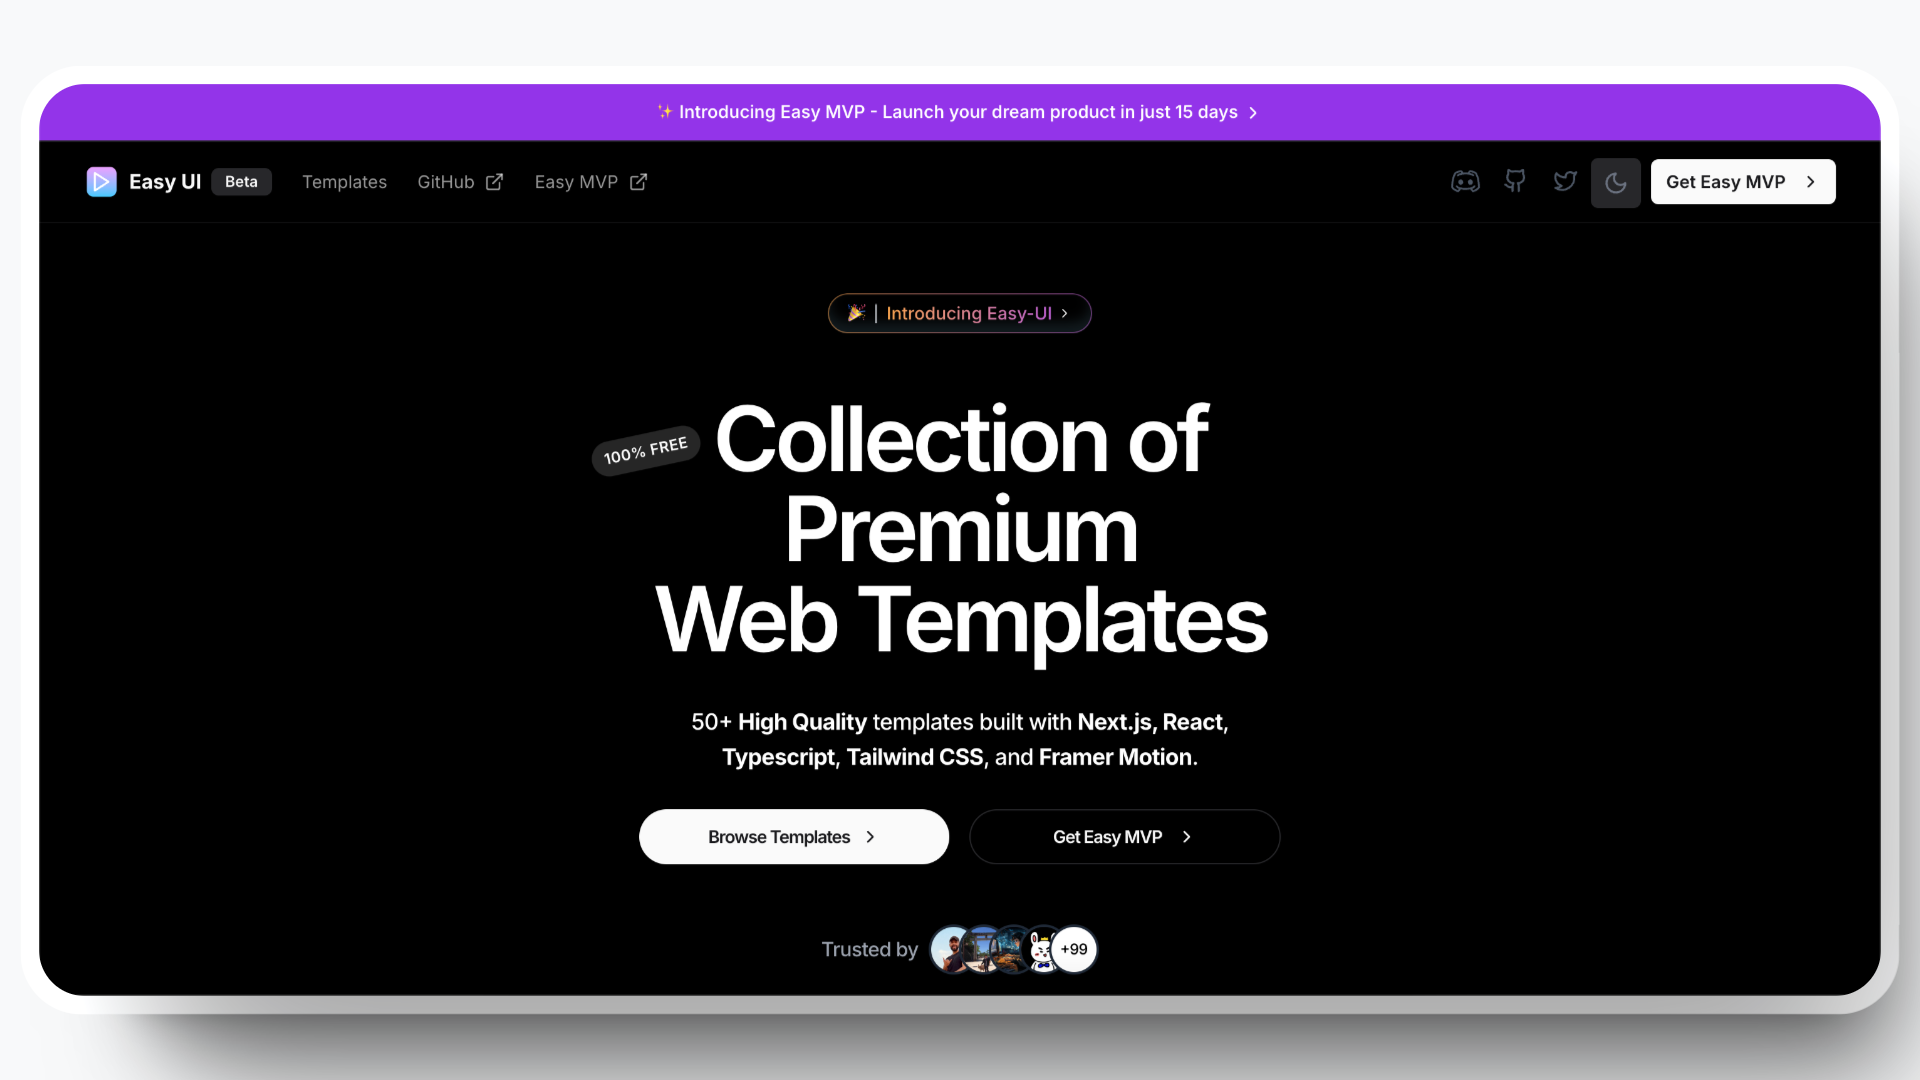 ✨ Introducing Easy MVP - Launch your dream product in just 15 days
Easy UI Beta Templates GitHub Easy MVP Get Easy MVP
🎉 | Introducing Easy-UI
100% FREE
Collection of
Premium
Web Templates
50+ High Quality templates built with Next.js, React,
Typescript, Tailwind CSS, and Framer Motion.
Browse Templates Get Easy MVP
Trusted by +99